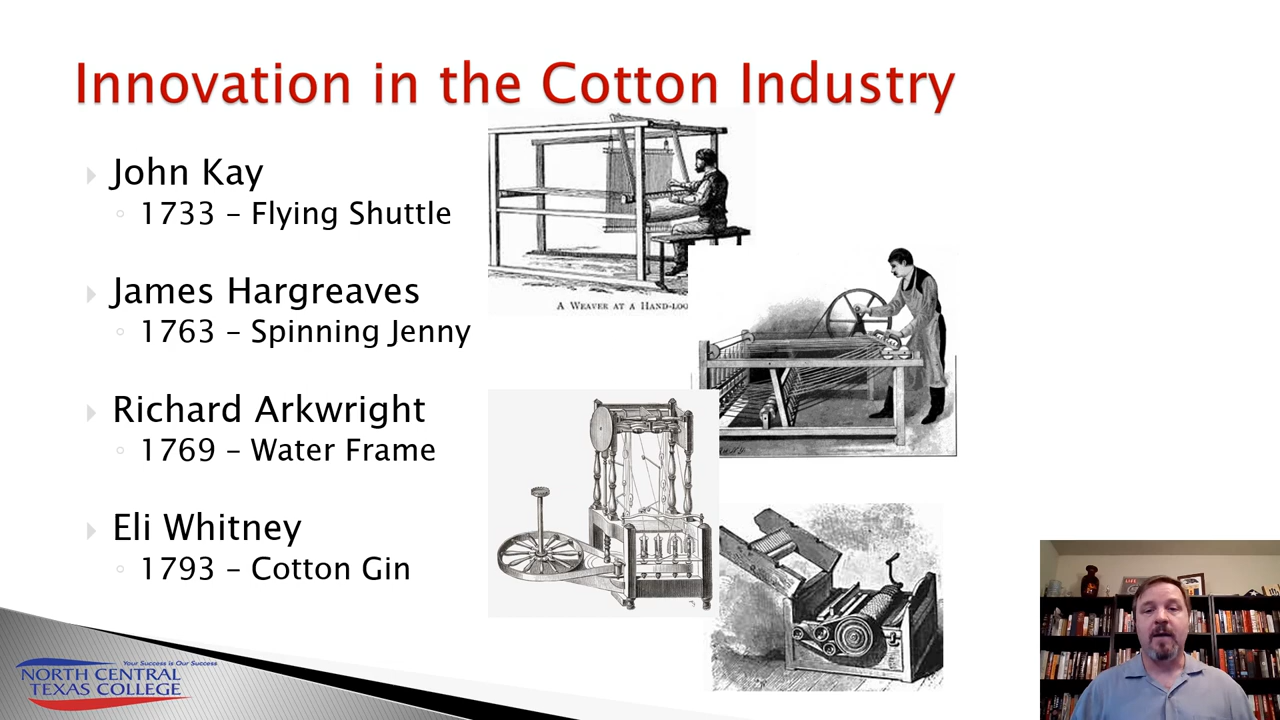 Innovation in the Cotton Industry
John Kay
1733 – Flying Shuttle
James Hargreaves
1763 – Spinning Jenny
Richard Arkwright
1769 – Water Frame
Eli Whitney
1793 – Cotton Gin
A WEAVER AT A HAND-LOO
Your Success is Our Success
NORTH CENTRAL
TEXAS COLLEGE